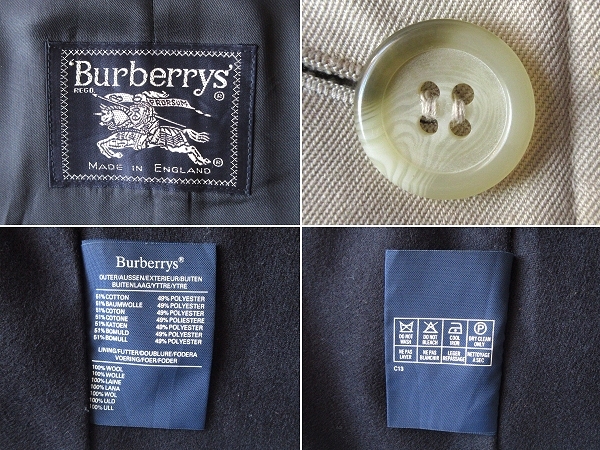 'Burberrys'
REGD.
®
PRORSUM
®
MADE IN ENGLAND
Burberrys®
OUTER/AUSSEN/EXTERIEUR/BUITEN
BUITENLAAG/YTTRE/YTRE
51% COTTON 49% POLYESTER
51% BAUMWOLLE 49% POLYESTER
51% COTON 49% POLYESTER
51% COTONE 49% POLIESTERE
51% KATOEN 49% POLYESTER
51% BOMULD 49% POLYESTER
51% BOMULL 49% POLYESTER
LINING/FUTTER/DOUBLURE/FODERA
VOERING/FOER/FODER
100% WOOL
100% WOLLE
100% LAINE
100% LANA
100% WOL
100% ULD
100% ULL
DO NOT WASH
DO NOT BLEACH
COOL IRON
P
DRY CLEAN ONLY
NE PAS LAVER
NE PAS BLANCHIR
LEGER REPASSAGE
NETTOYAGE A SEC
C13